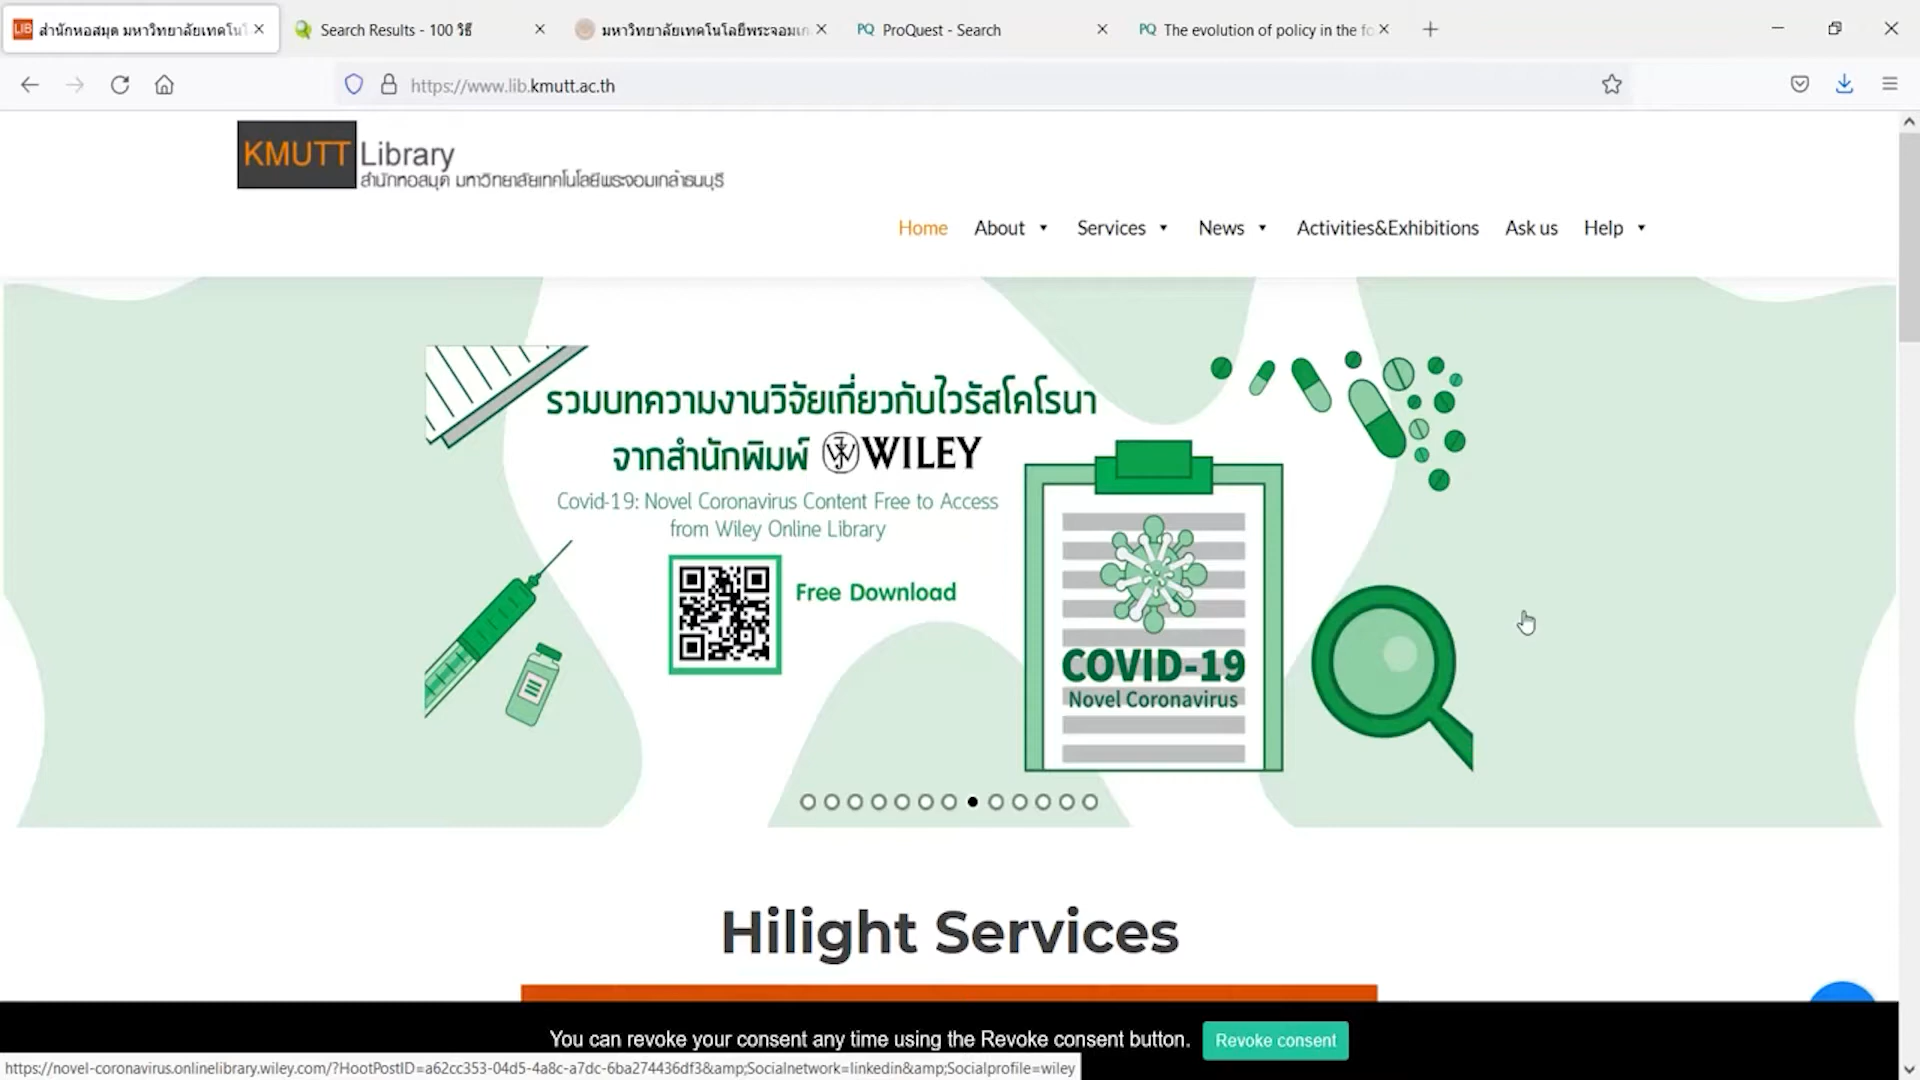 LIB สำนักหอสมุด มหาวิทยาลัยเทคโนโ
Search Results - 100 วิธี
มหาวิทยาลัยเทคโนโลยีพระจอมเก
PQ ProQuest - Search
PQ The evolution of policy in the fo
https://www.lib.kmutt.ac.th
KMUTT Library
สำนักหอสมุด มหาวิทยาลัยเทคโนโลยีพระจอมเกล้าธนบุรี
Home About Services News Activities&Exhibitions Ask us Help
รวมบทความงานวิจัยเกี่ยวกับไวรัสโคโรนา
จากสำนักพิมพ์ WILEY
Covid-19: Novel Coronavirus Content Free to Access
from Wiley Online Library
Free Download
COVID-19
Novel Coronavirus
Hilight Services
You can revoke your consent any time using the Revoke consent button. Revoke consent
https://novel-coronavirus.onlinelibrary.wiley.com/?HootPostID=a62cc353-04d5-4a8c-a7dc-6ba274436df3&amp;Socialnetwork=linkedin&amp;Socialprofile=wiley